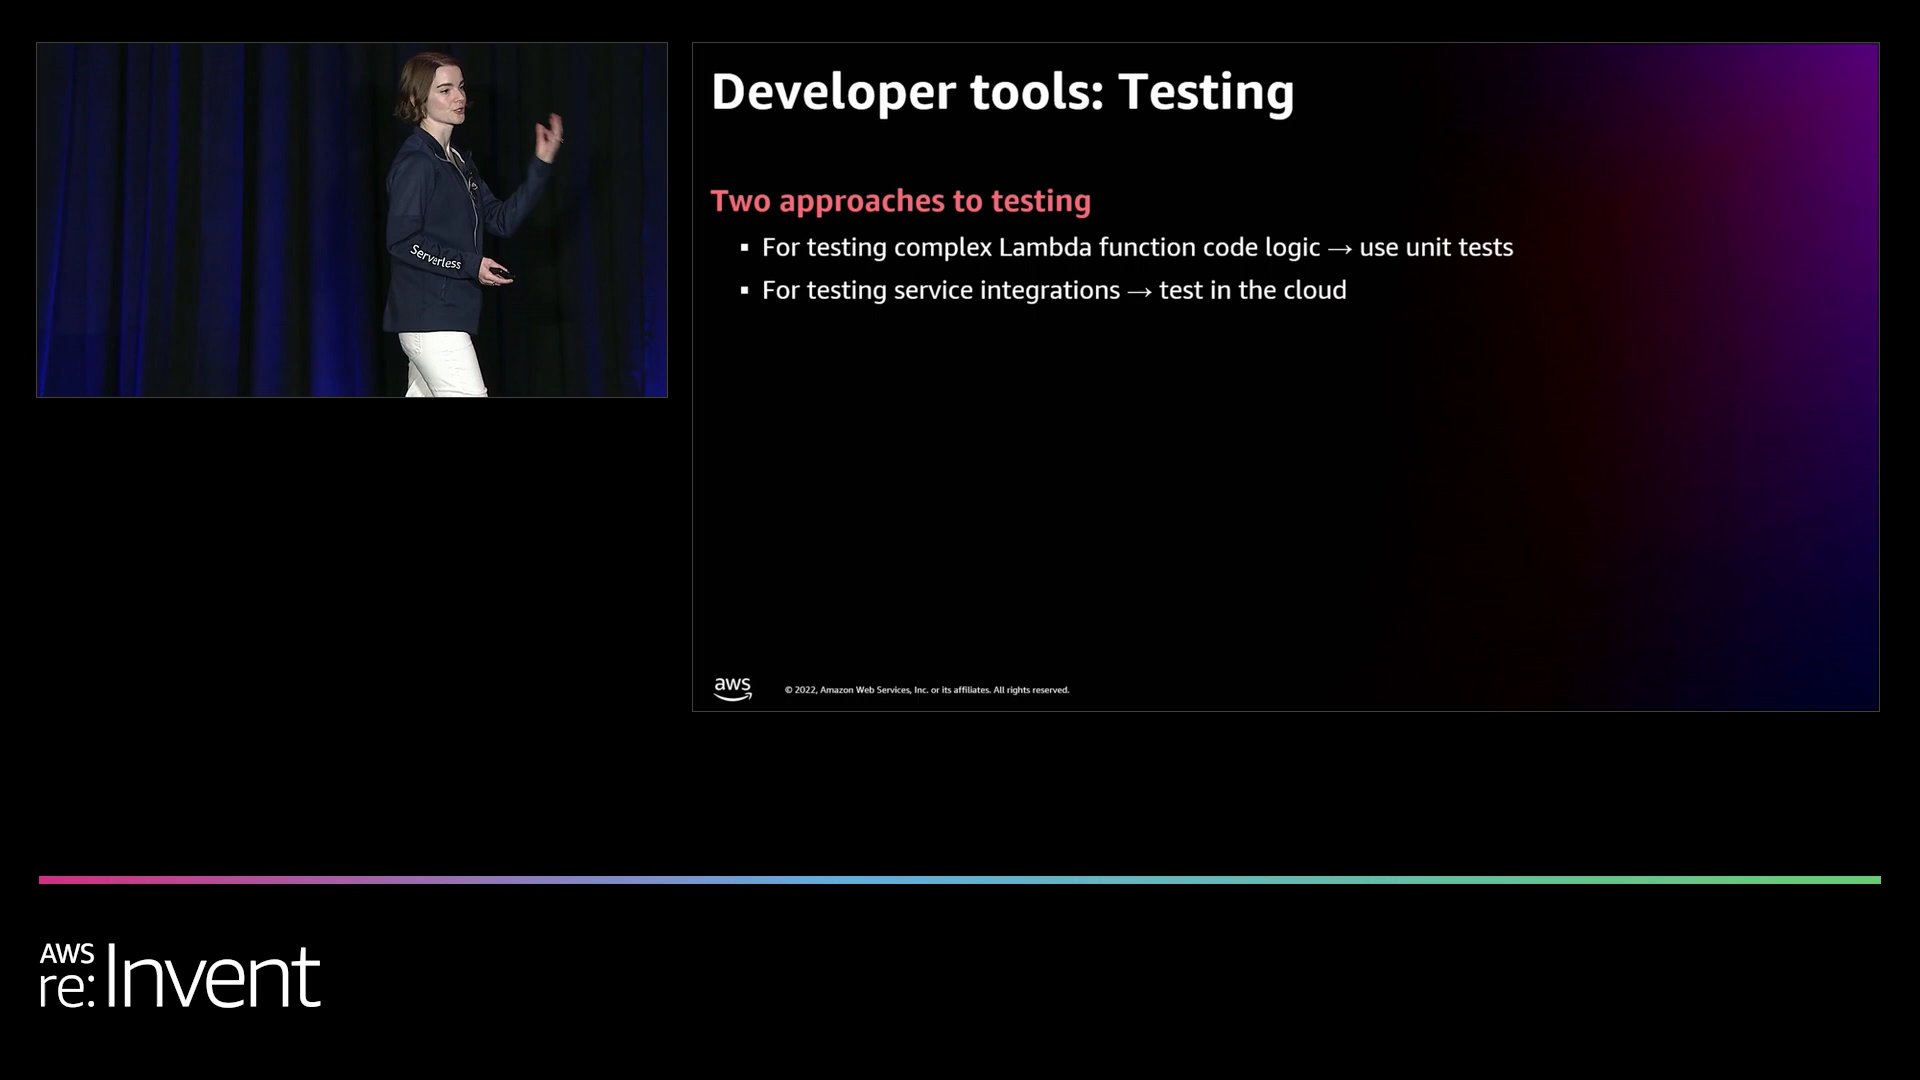 Serverless
Developer tools: Testing
Two approaches to testing
▪ For testing complex Lambda function code logic → use unit tests
▪ For testing service integrations → test in the cloud
aws
© 2022, Amazon Web Services, Inc. or its affiliates. All rights reserved.
AWS
re:Invent